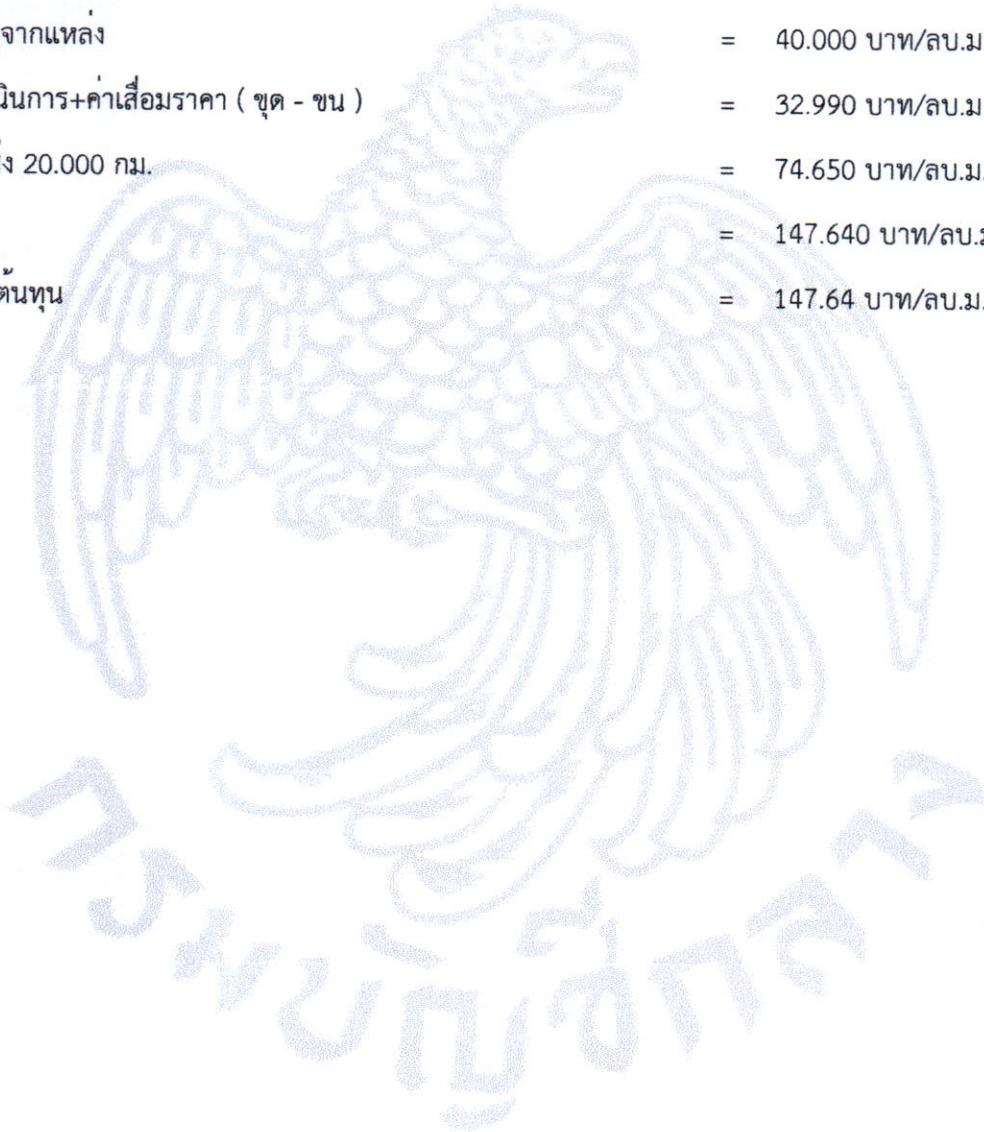 จากแหล่ง = 40.000 บาท/ลบ.ม
นินการ+ค่าเสื่อมราคา ( ขุด - ขน ) = 32.990 บาท/ลบ.ม
ง 20.000 กม. = 74.650 บาท/ลบ.ม.
= 147.640 บาท/ลบ.ม
ต้นทุน = 147.64 บาท/ลบ.ม.
กรมบัญชีกลาง